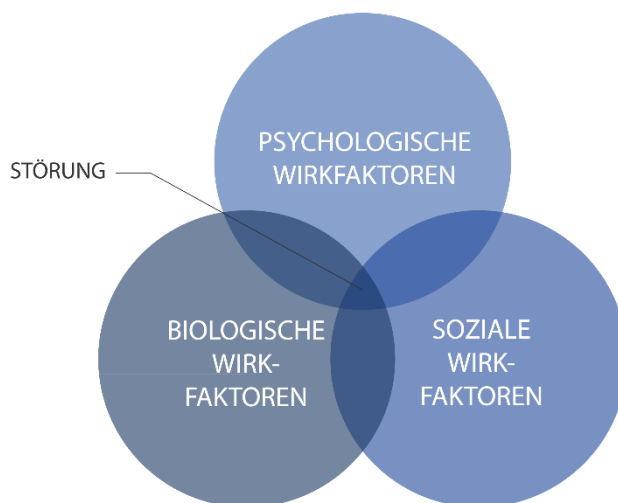 PSYCHOLOGISCHE
WIRKFAKTOREN
STÖRUNG
BIOLOGISCHE
WIRK-
FAKTOREN
SOZIALE
WIRK-
FAKTOREN